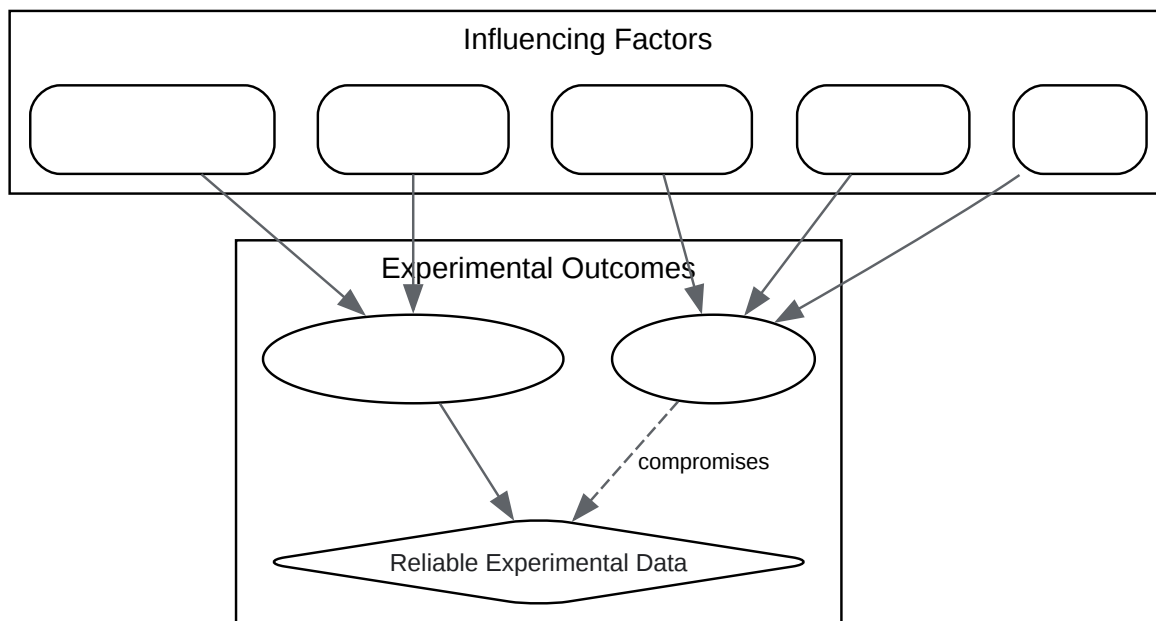 Influencing Factors
Experimental Outcomes
compromises
Reliable Experimental Data